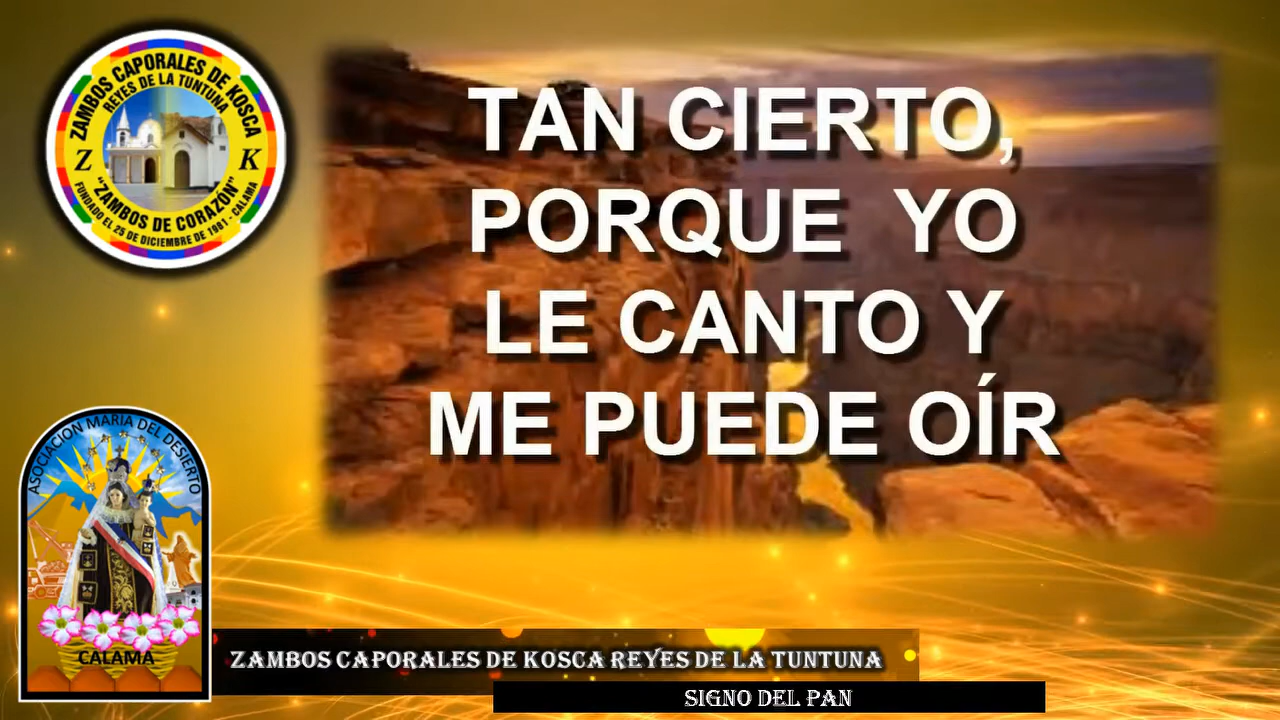 ZAMBOS CAPORALES DE KOSCA
REYES DE LA TUNTUNA
Z K
"ZAMBOS DE CORAZÓN"
FUNDADO EL 25 DE DICIEMBRE DE 1981 - CALAMA
TAN CIERTO,
PORQUE YO
LE CANTO Y
ME PUEDE OÍR
ASOCIACION MARIA DEL DESIERTO
CALAMA
ZAMBOS CAPORALES DE KOSCA REYES DE LA TUNTUNA
SIGNO DEL PAN